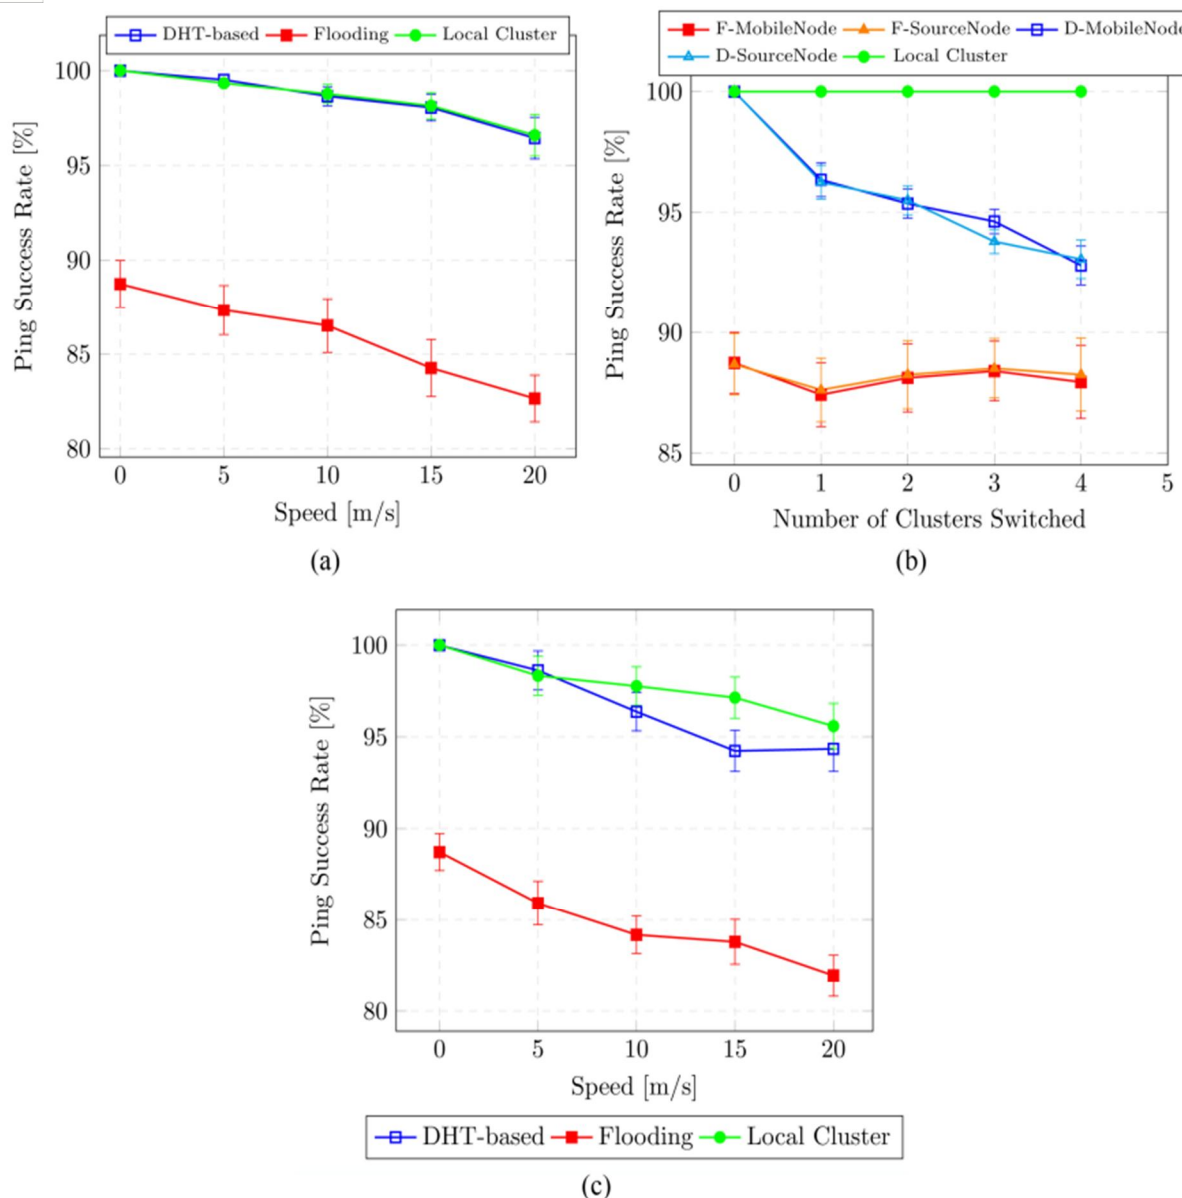 DHT-based Flooding Local Cluster
100
95
90
85
80
Ping Success Rate [%]
0 5 10 15 20
Speed [m/s]
(a)
F-MobileNode F-SourceNode D-MobileNode
D-SourceNode Local Cluster
100
95
90
85
Ping Success Rate [%]
0 1 2 3 4 5
Number of Clusters Switched
(b)
100
95
90
85
80
Ping Success Rate [%]
0 5 10 15 20
Speed [m/s]
DHT-based Flooding Local Cluster
(c)